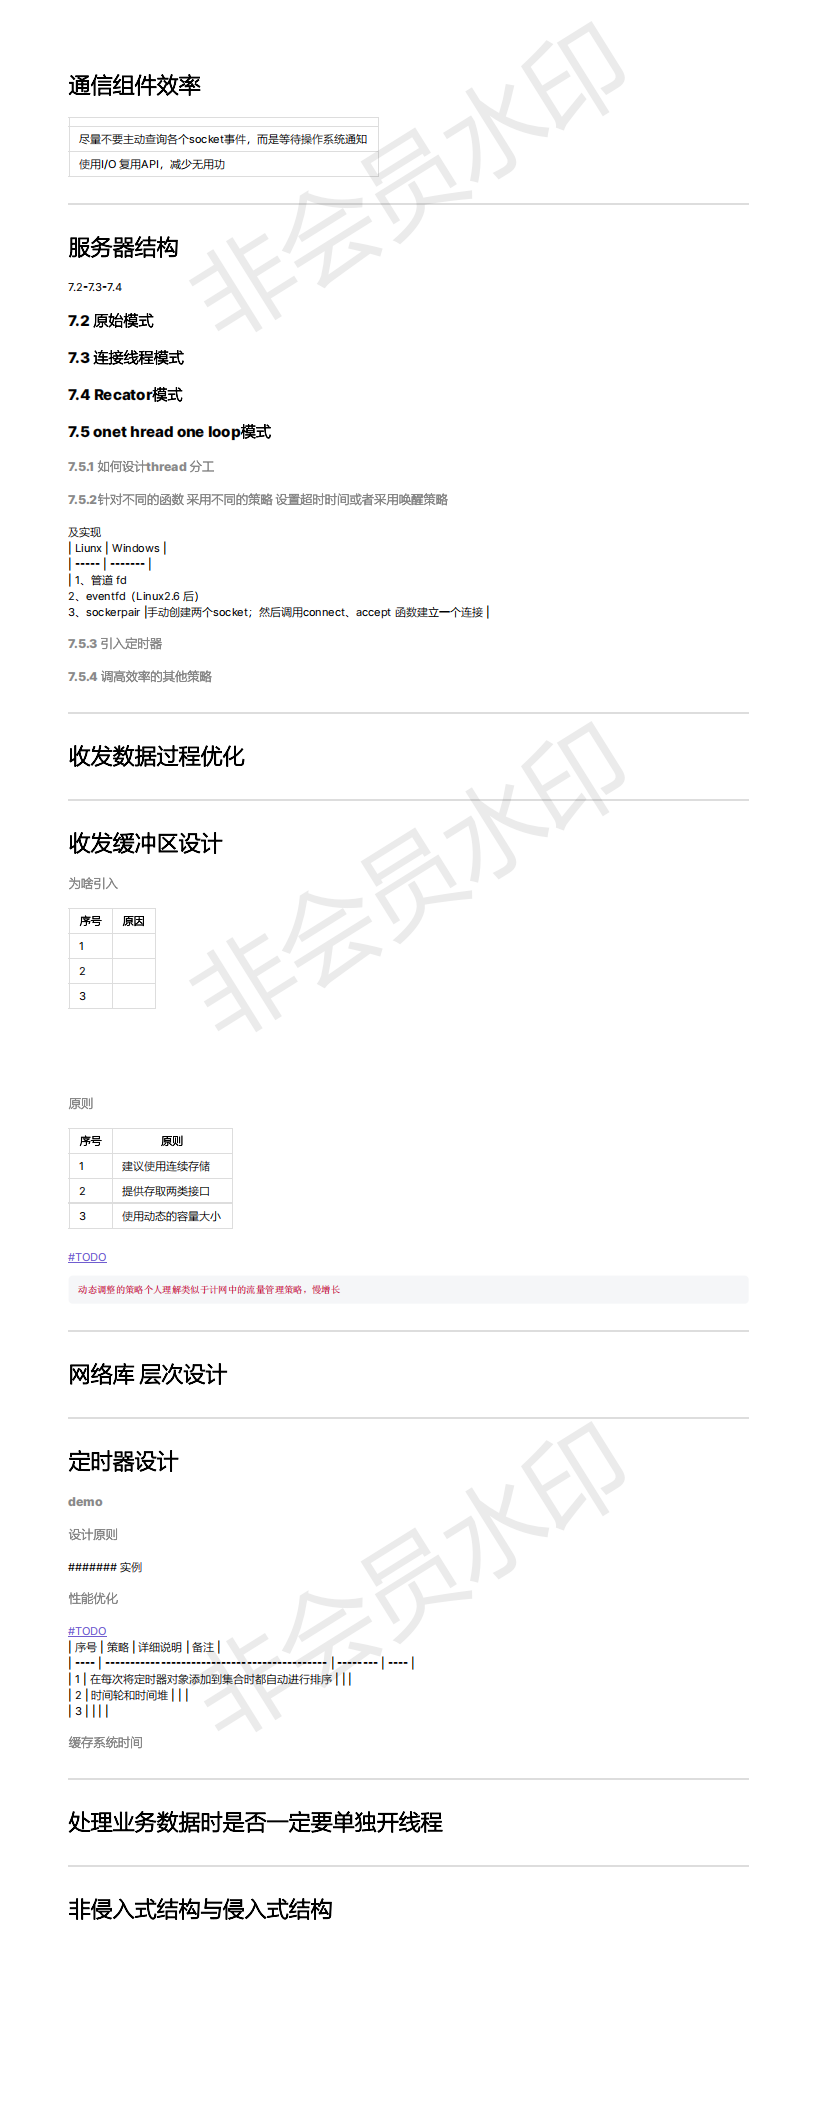 通信组件效率
尽量不要主动查询各个socket事件，而是等待操作系统通知
使用I/O 复用API，减少无用功
服务器结构
7.2-7.3-7.4
7.2 原始模式
7.3 连接线程模式
7.4 Recator模式
7.5 onet hread one loop模式
7.5.1 如何设计thread 分工
7.5.2针对不同的函数 采用不同的策略 设置超时时间或者采用唤醒策略
及实现
| Liunx | Windows |
| ----- | ------- |
| 1、管道 fd
2、eventfd（Linux2.6 后）
3、sockerpair |手动创建两个socket；然后调用connect、accept 函数建立一个连接 |
7.5.3 引入定时器
7.5.4 调高效率的其他策略
收发数据过程优化
收发缓冲区设计
为啥引入
序号 原因
1
2
3
原则
序号 原则
1 建议使用连续存储
2 提供存取两类接口
3 使用动态的容量大小
#TODO
动态调整的策略个人理解类似于计网中的流量管理策略，慢增长
网络库 层次设计
定时器设计
demo
设计原则
####### 实例
性能优化
#TODO
| 序号 | 策略 | 详细说明 | 备注 |
| ---- | -------------------------------------------- | -------- | ---- |
| 1 | 在每次将定时器对象添加到集合时都自动进行排序 | | |
| 2 | 时间轮和时间堆 | | |
| 3 | | | |
缓存系统时间
处理业务数据时是否一定要单独开线程
非侵入式结构与侵入式结构
非会员水印
非会员水印
非会员水印